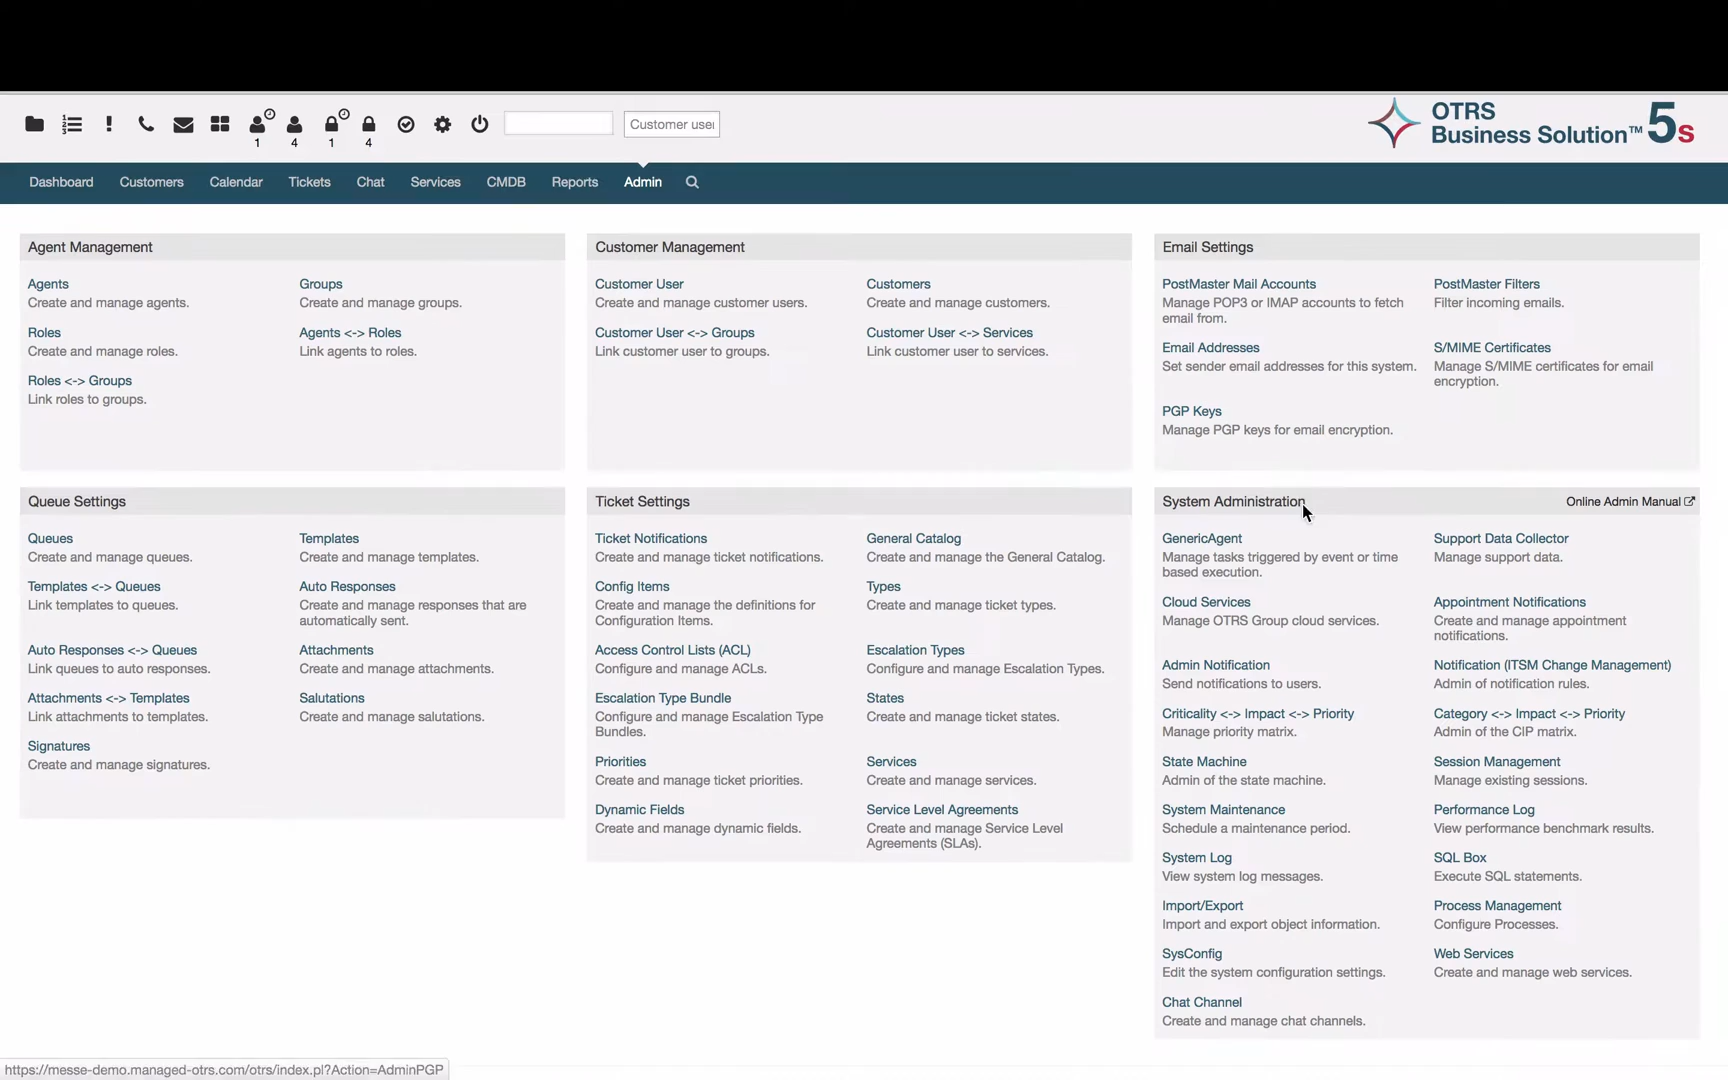 1
4
1
4
Customer use
OTRS
Business Solution™ 5s
Dashboard
Customers
Calendar
Tickets
Chat
Services
CMDB
Reports
Admin
Agent Management
Agents
Create and manage agents.
Groups
Create and manage groups.
Roles
Create and manage roles.
Agents <-> Roles
Link agents to roles.
Roles <-> Groups
Link roles to groups.
Customer Management
Customer User
Create and manage customer users.
Customers
Create and manage customers.
Customer User <-> Groups
Link customer user to groups.
Customer User <-> Services
Link customer user to services.
Email Settings
PostMaster Mail Accounts
Manage POP3 or IMAP accounts to fetch
email from.
PostMaster Filters
Filter incoming emails.
Email Addresses
Set sender email addresses for this system.
S/MIME Certificates
Manage S/MIME certificates for email
encryption.
PGP Keys
Manage PGP keys for email encryption.
Queue Settings
Queues
Create and manage queues.
Templates
Create and manage templates.
Templates <-> Queues
Link templates to queues.
Auto Responses
Create and manage responses that are
automatically sent.
Auto Responses <-> Queues
Link queues to auto responses.
Attachments
Create and manage attachments.
Attachments <-> Templates
Link attachments to templates.
Salutations
Create and manage salutations.
Signatures
Create and manage signatures.
Ticket Settings
Ticket Notifications
Create and manage ticket notifications.
General Catalog
Create and manage the General Catalog.
Config Items
Create and manage the definitions for
Configuration Items.
Types
Create and manage ticket types.
Access Control Lists (ACL)
Configure and manage ACLs.
Escalation Types
Configure and manage Escalation Types.
Escalation Type Bundle
Configure and manage Escalation Type
Bundles.
States
Create and manage ticket states.
Priorities
Create and manage ticket priorities.
Services
Create and manage services.
Dynamic Fields
Create and manage dynamic fields.
Service Level Agreements
Create and manage Service Level
Agreements (SLAs).
System Administration
Online Admin Manual
GenericAgent
Manage tasks triggered by event or time
based execution.
Support Data Collector
Manage support data.
Cloud Services
Manage OTRS Group cloud services.
Appointment Notifications
Create and manage appointment
notifications.
Admin Notification
Send notifications to users.
Notification (ITSM Change Management)
Admin of notification rules.
Criticality <-> Impact <-> Priority
Manage priority matrix.
Category <-> Impact <-> Priority
Admin of the CIP matrix.
State Machine
Admin of the state machine.
Session Management
Manage existing sessions.
System Maintenance
Schedule a maintenance period.
Performance Log
View performance benchmark results.
System Log
View system log messages.
SQL Box
Execute SQL statements.
Import/Export
Import and export object information.
Process Management
Configure Processes.
SysConfig
Edit the system configuration settings.
Web Services
Create and manage web services.
Chat Channel
Create and manage chat channels.
https://messe-demo.managed-otrs.com/otrs/index.pl?Action=AdminPGP